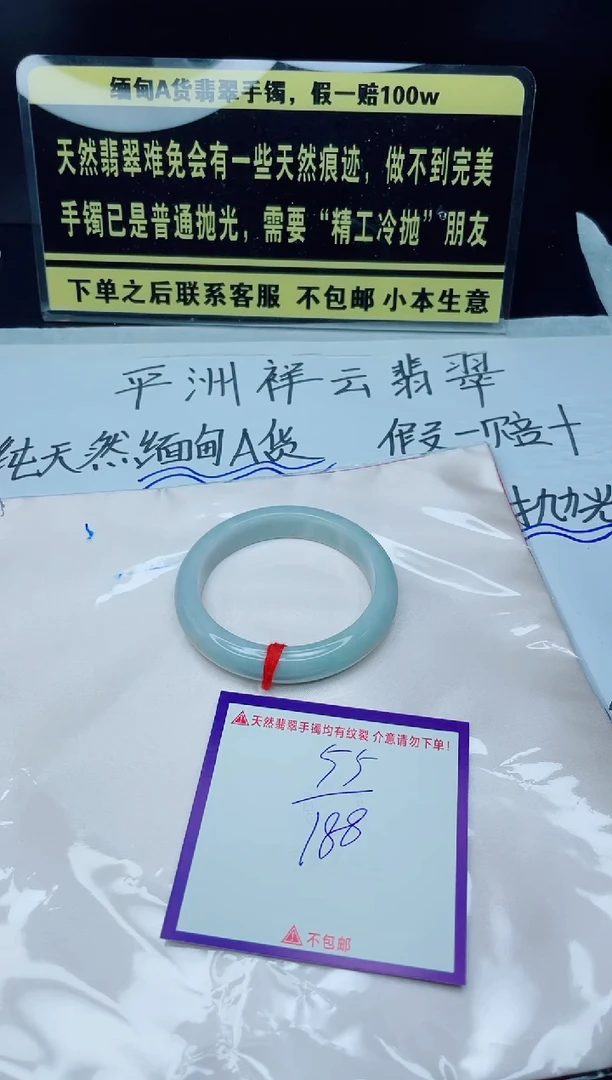 缅甸A货翡翠手镯，假一赔100w
天然翡翠难免会有一些天然痕迹，做不到完美
手镯已是普通抛光，需要“精工冷抛”朋友
下单之后联系客服 不包邮 小本生意
平洲祥云翡翠
纯天然缅甸A货 假一赔十
抛光
天然翡翠手镯均有纹裂 介意请勿下单！
55
188
不包邮